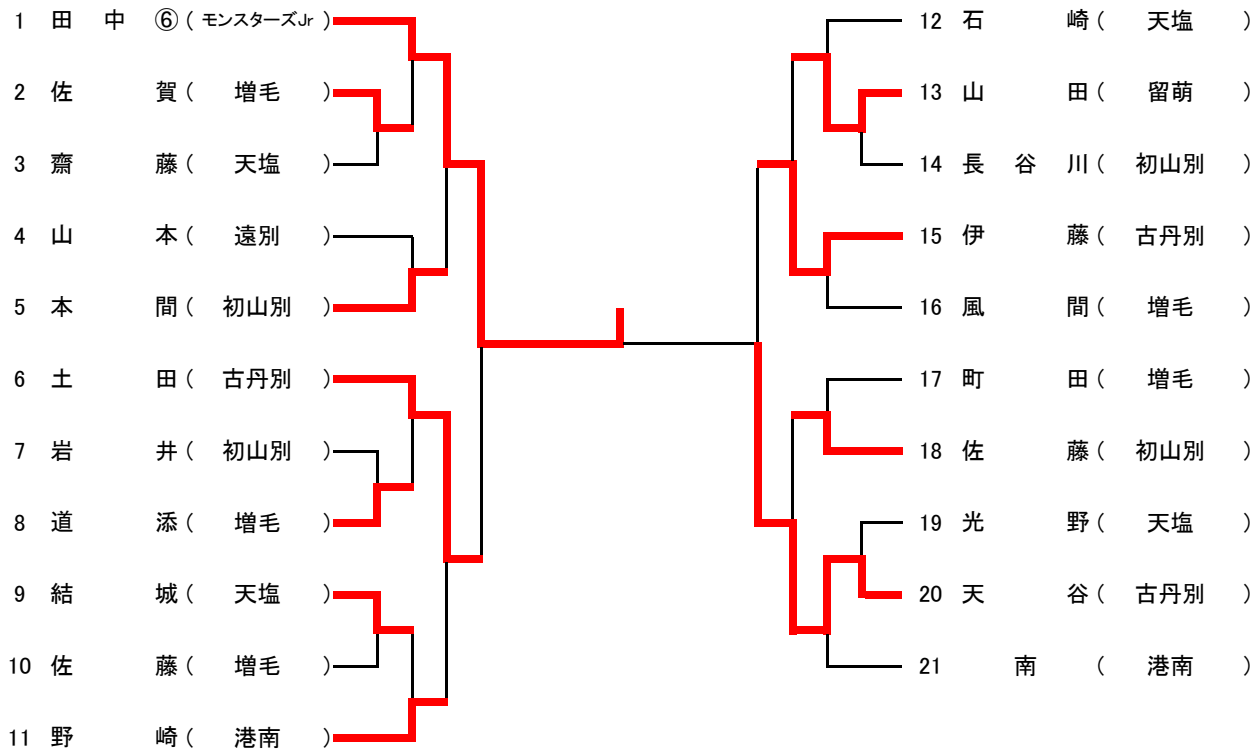 1 田中⑥(モンスターズJr)
2 佐賀(増毛)
3 齋藤(天塩)
4 山本(遠別)
5 本間(初山別)
6 土田(古丹別)
7 岩井(初山別)
8 道添(増毛)
9 結城(天塩)
10 佐藤(増毛)
11 野崎(港南)
12 石崎(天塩)
13 山田(留萌)
14 長谷川(初山別)
15 伊藤(古丹別)
16 風間(増毛)
17 町田(増毛)
18 佐藤(初山別)
19 光野(天塩)
20 天谷(古丹別)
21 南(港南)